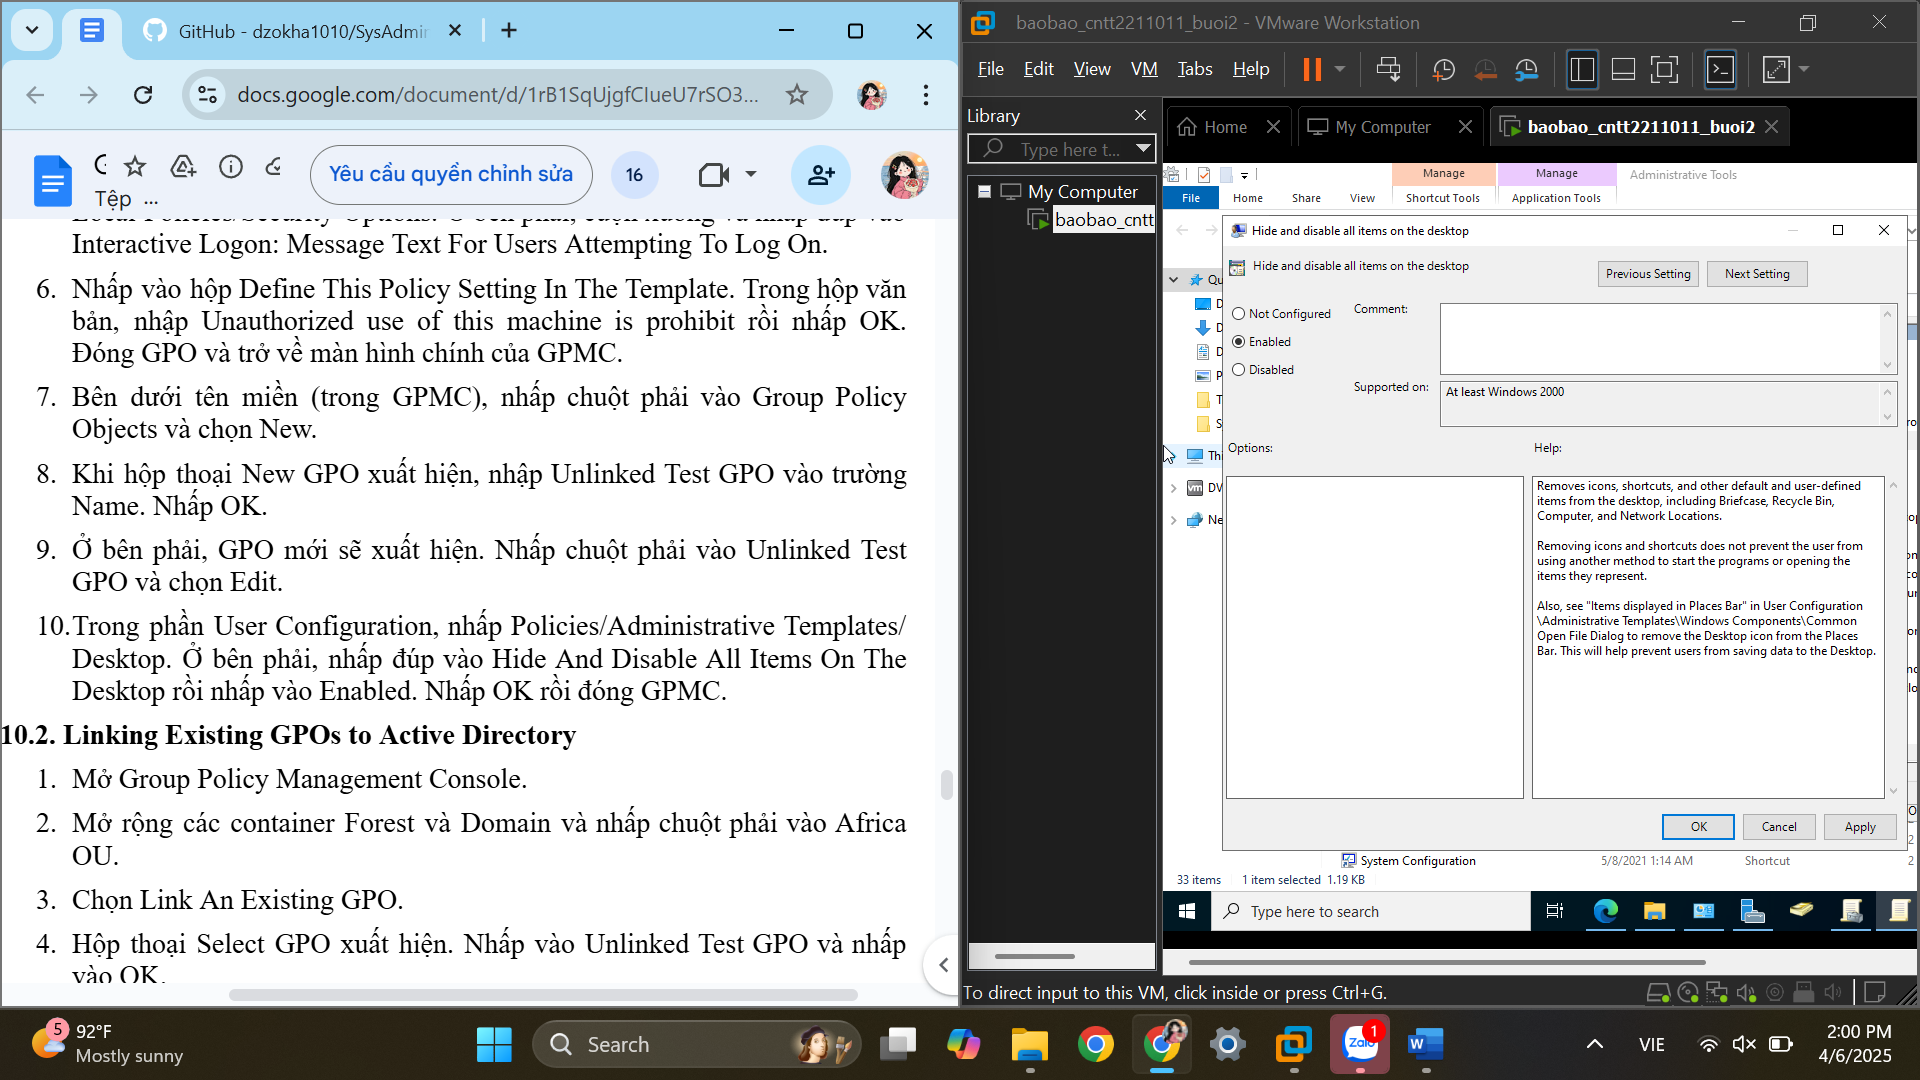 GitHub - dzokha1010/SysAdmir
docs.google.com/document/d/1rB1SqUjgfCIueU7rSO3...
Tệp ...
Yêu cầu quyền chỉnh sửa
16
Interactive Logon: Message Text For Users Attempting To Log On.
6. Nhấp vào hộp Define This Policy Setting In The Template. Trong hộp văn
bản, nhập Unauthorized use of this machine is prohibit rồi nhấp OK.
Đóng GPO và trở về màn hình chính của GPMC.
7. Bên dưới tên miền (trong GPMC), nhấp chuột phải vào Group Policy
Objects và chọn New.
8. Khi hộp thoại New GPO xuất hiện, nhập Unlinked Test GPO vào trường
Name. Nhấp OK.
9. Ở bên phải, GPO mới sẽ xuất hiện. Nhấp chuột phải vào Unlinked Test
GPO và chọn Edit.
10. Trong phần User Configuration, nhấp Policies/Administrative Templates/
Desktop. Ở bên phải, nhấp đúp vào Hide And Disable All Items On The
Desktop rồi nhấp vào Enabled. Nhấp OK rồi đóng GPMC.
10.2. Linking Existing GPOs to Active Directory
1. Mở Group Policy Management Console.
2. Mở rộng các container Forest và Domain và nhấp chuột phải vào Africa
OU.
3. Chọn Link An Existing GPO.
4. Hộp thoại Select GPO xuất hiện. Nhấp vào Unlinked Test GPO và nhấp
vào OK.
baobao_cntt2211011_buoi2 - VMware Workstation
File Edit View VM Tabs Help
Library
Type here t...
My Computer
baobao_cntt
Home
My Computer
baobao_cntt2211011_buoi2
Manage
Manage
Administrative Tools
File
Home
Share
View
Shortcut Tools
Application Tools
Hide and disable all items on the desktop
Hide and disable all items on the desktop
Previous Setting
Next Setting
Not Configured
Enabled
Disabled
Comment:
Supported on:
At least Windows 2000
Options:
Help:
Removes icons, shortcuts, and other default and user-defined
items from the desktop, including Briefcase, Recycle Bin,
Computer, and Network Locations.
Removing icons and shortcuts does not prevent the user from
using another method to start the programs or opening the
items they represent.
Also, see "Items displayed in Places Bar" in User Configuration
\Administrative Templates\Windows Components\Common
Open File Dialog to remove the Desktop icon from the Places
Bar. This will help prevent users from saving data to the Desktop.
OK
Cancel
Apply
System Configuration
5/8/2021 1:14 AM
Shortcut
33 items
1 item selected 1.19 KB
Type here to search
To direct input to this VM, click inside or press Ctrl+G.
5
92°F
Mostly sunny
Search
Zalo
1
VIE
2:00 PM
4/6/2025